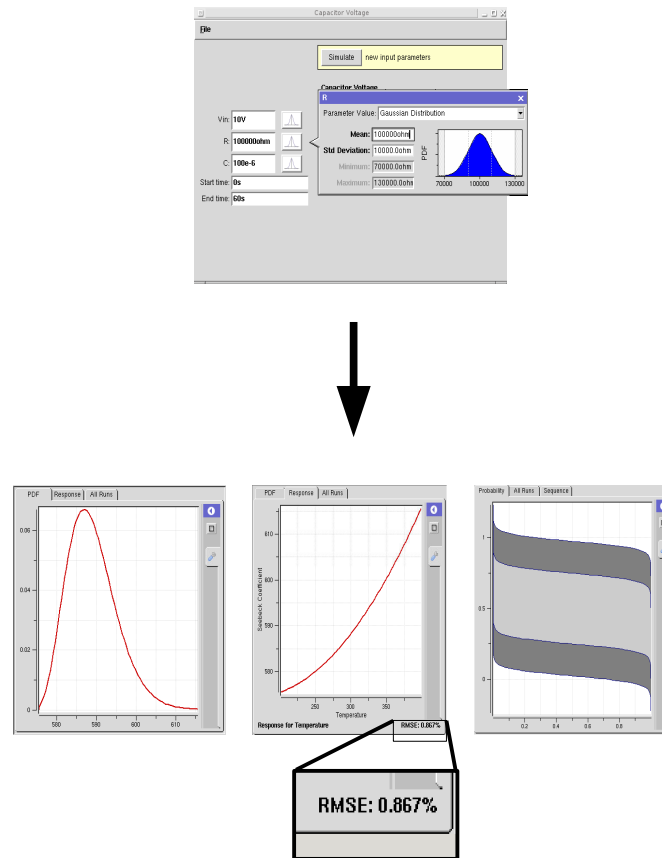 Capacitor Voltage
File
Simulate new input parameters
Capacitor Voltage
R
Parameter Value: Gaussian Distribution
Vin: 10V
R: 100000ohm
C: 100e-6
Start time: 0s
End time: 60s
Mean: 100000ohm
Std Deviation: 10000.0ohm
Minimum: 70000.0ohm
Maximum: 130000.0ohm
PDF
70000 100000 130000
PDF Response All Runs
0.06
0.04
0.02
0
580 590 600 610
PDF Response All Runs
Seebeck Coefficient
610
600
590
580
250 300 350
Temperature
Response for Temperature RMSE: 0.867%
Probability All Runs Sequence
1
0.5
0
0.2 0.4 0.6 0.8
RMSE: 0.867%